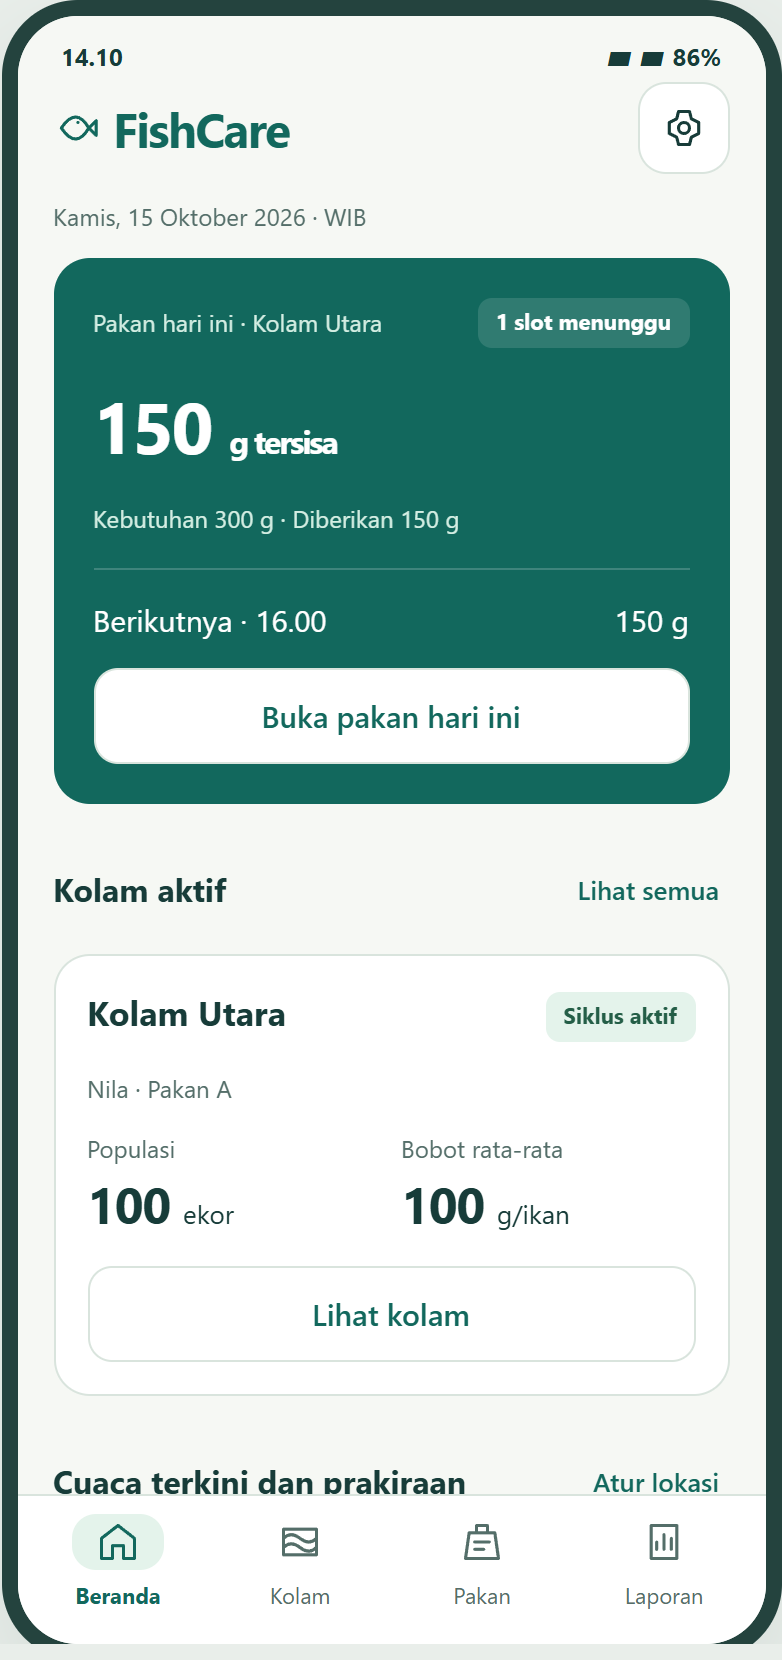 14.10 86%
FishCare
Kamis, 15 Oktober 2026 · WIB
Pakan hari ini · Kolam Utara 1 slot menunggu
150 g tersisa
Kebutuhan 300 g · Diberikan 150 g
Berikutnya · 16.00 150 g
Buka pakan hari ini
Kolam aktif Lihat semua
Kolam Utara Siklus aktif
Nila · Pakan A
Populasi Bobot rata-rata
100 ekor 100 g/ikan
Lihat kolam
Cuaca terkini dan prakiraan Atur lokasi
Beranda Kolam Pakan Laporan